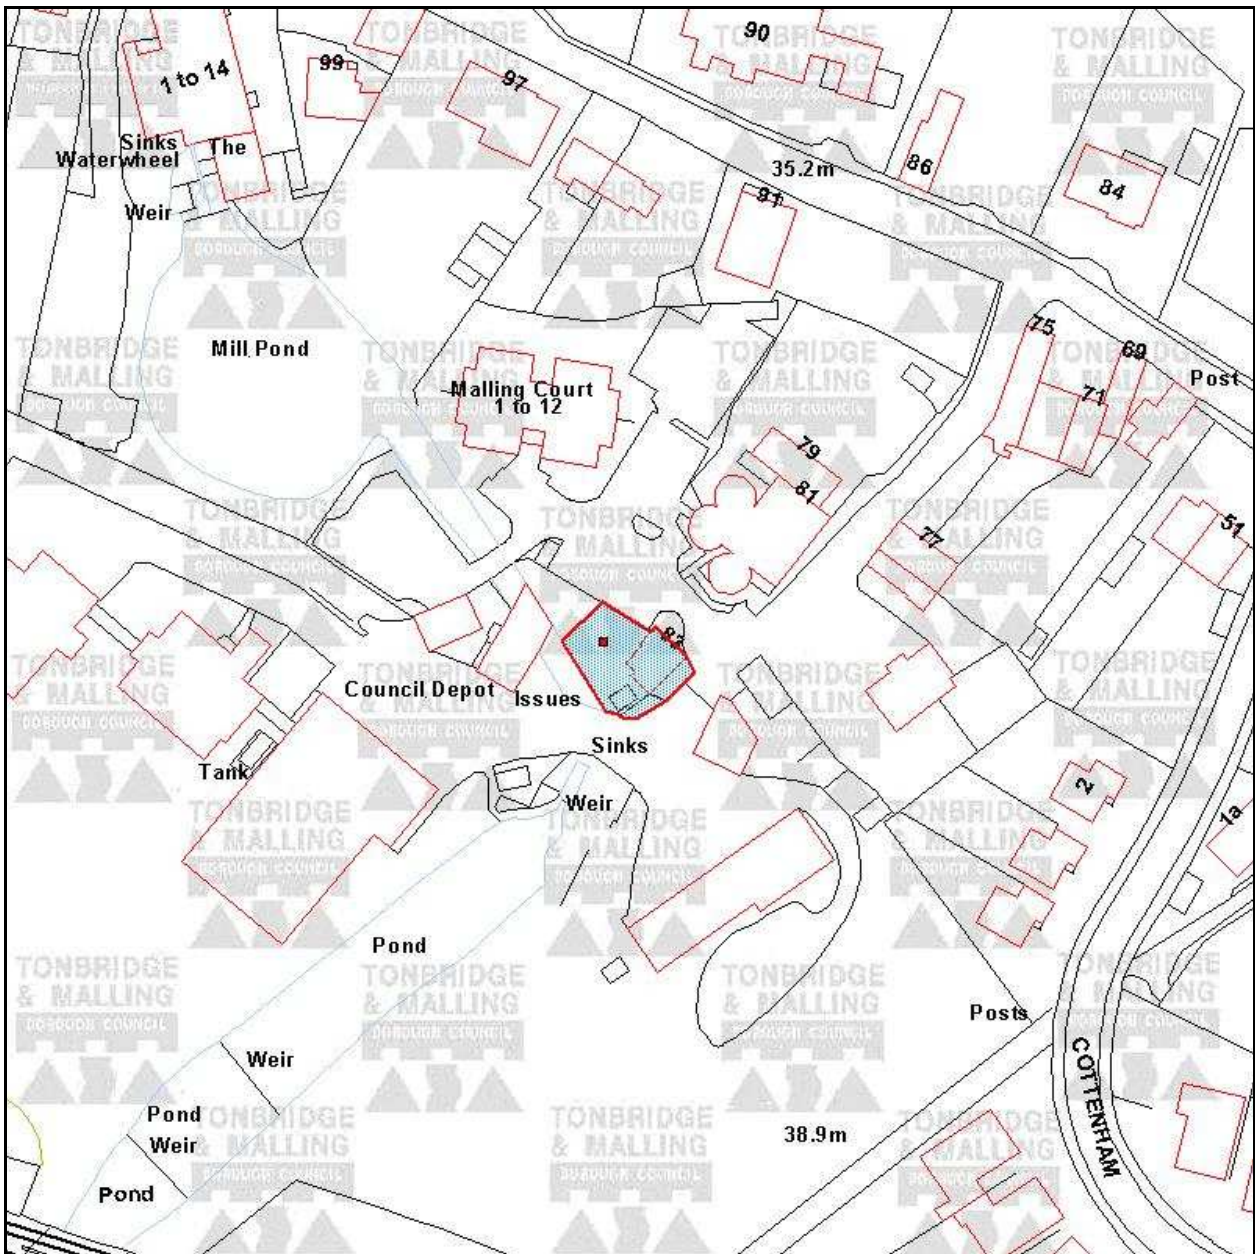 90
1 to 14
99
97
Sinks
The
Waterwheel
35.2m
86
84
91
Weir
75
69
Mill Pond
Post
Malling Court
1 to 12
71
79
81
51
77
83
Council Depot
Issues
Sinks
Tank
2
Weir
1a
Pond
Posts
Weir
COTTENHAM
Pond
38.9m
Weir
Pond
TONBRIDGE
& MALLING
BOROUGH COUNCIL